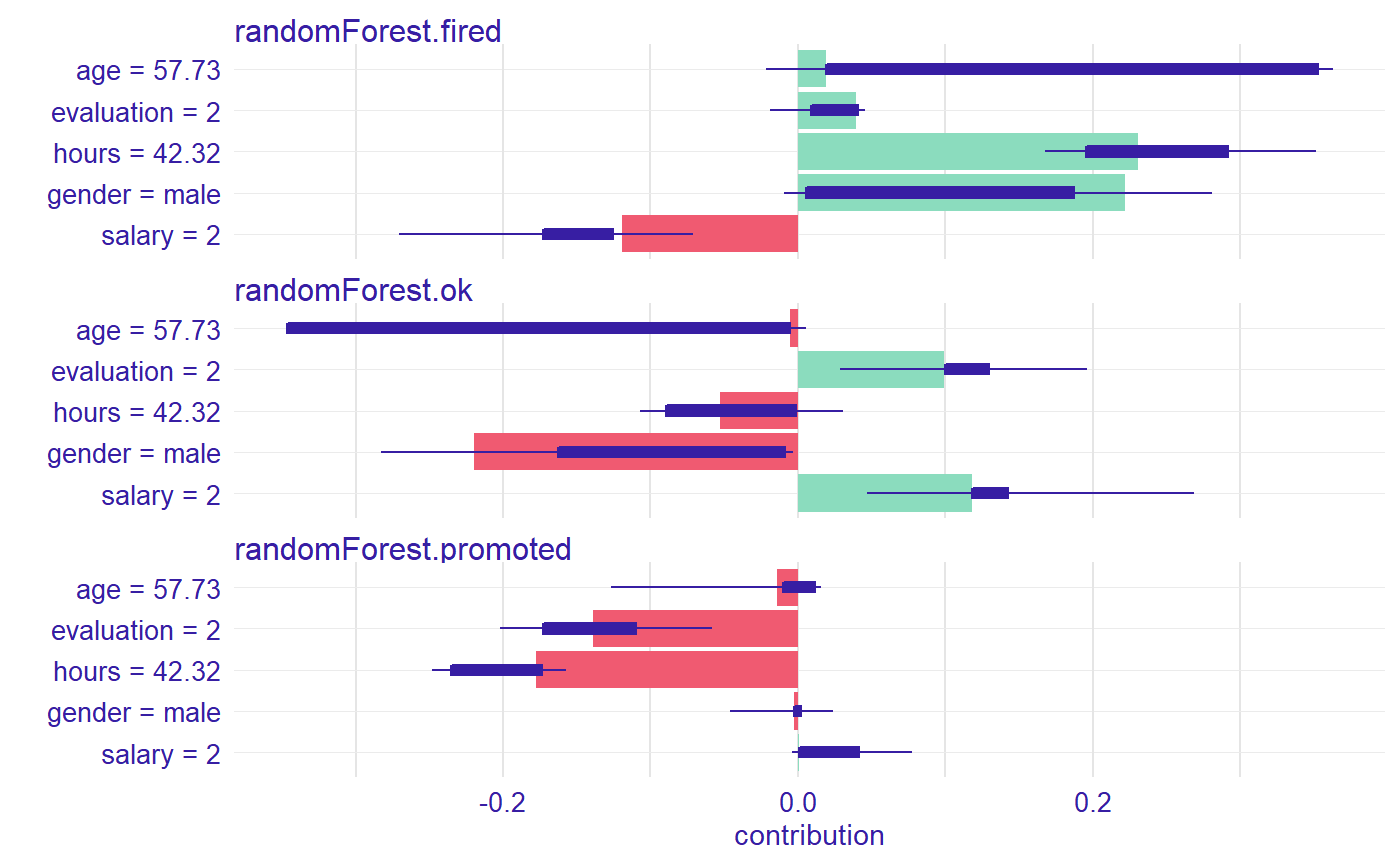 randomForest.fired
age = 57.73
evaluation = 2
hours = 42.32
gender = male
salary = 2
randomForest.ok
age = 57.73
evaluation = 2
hours = 42.32
gender = male
salary = 2
randomForest.promoted
age = 57.73
evaluation = 2
hours = 42.32
gender = male
salary = 2
-0.2 0.0 0.2
contribution